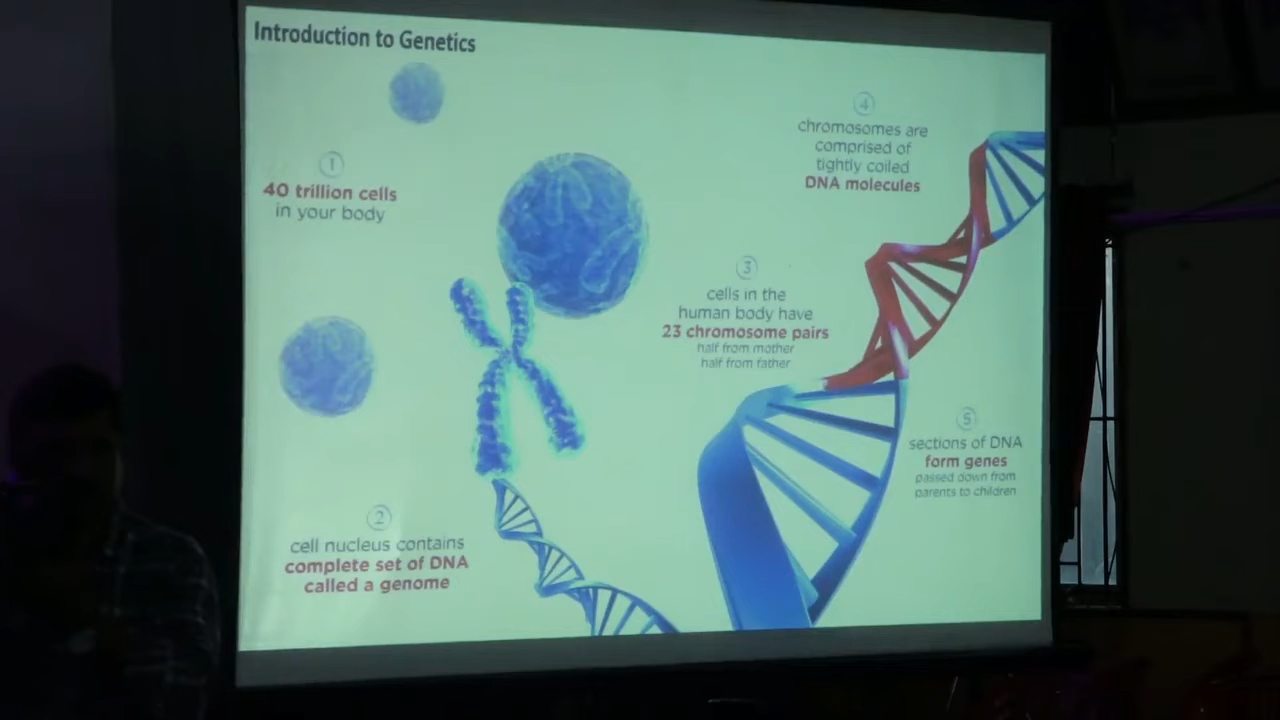 Introduction to Genetics
1
40 trillion cells
in your body
2
cell nucleus contains
complete set of DNA
called a genome
3
cells in the
human body have
23 chromosome pairs
half from mother
half from father
4
chromosomes are
comprised of
tightly coiled
DNA molecules
5
sections of DNA
form genes
passed down from
parents to children